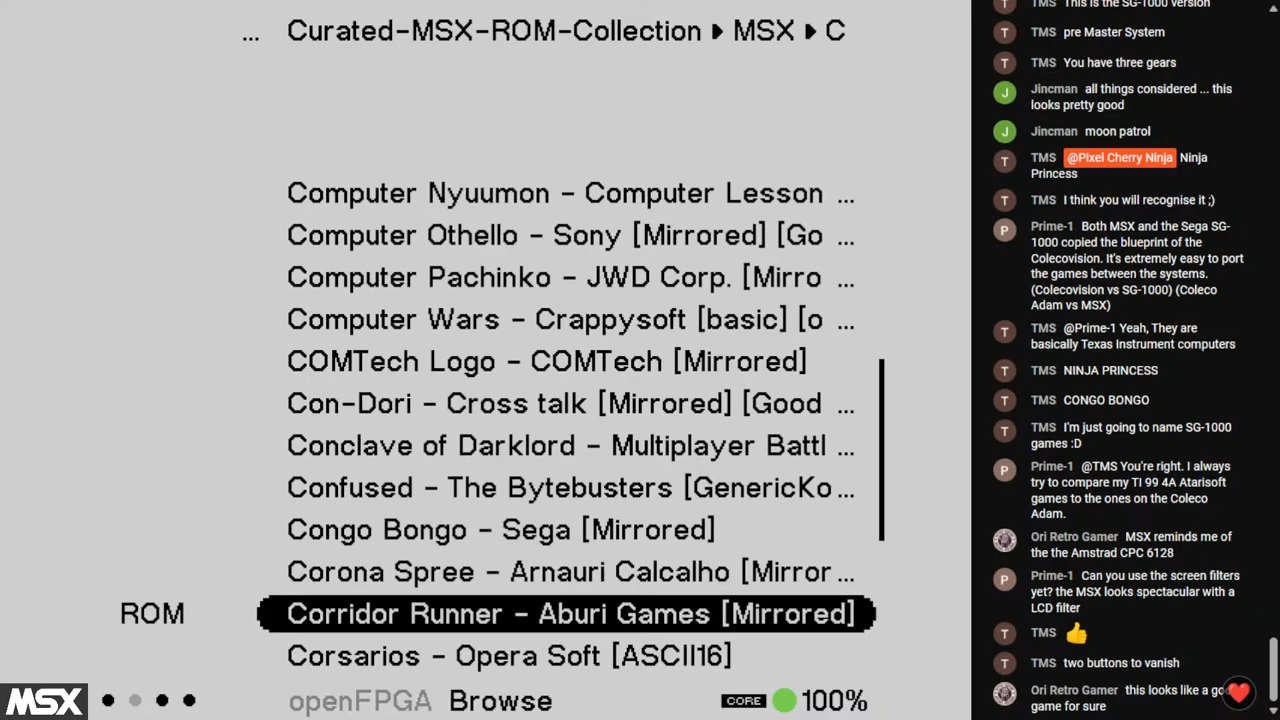 ... Curated-MSX-ROM-Collection ▶ MSX ▶ C
Computer Nyuumon - Computer Lesson ...
Computer Othello - Sony [Mirrored] [Go ...
Computer Pachinko - JWD Corp. [Mirro ...
Computer Wars - Crappysoft [basic] [o ...
COMTech Logo - COMTech [Mirrored]
Con-Dori - Cross talk [Mirrored] [Good ...
Conclave of Darklord - Multiplayer Battl ...
Confused - The Bytebusters [GenericKo...
Congo Bongo - Sega [Mirrored]
Corona Spree - Arnauri Calcalho [Mirror...
ROM Corridor Runner - Aburi Games [Mirrored]
Corsarios - Opera Soft [ASCII16]
MSX
openFPGA Browse
CORE 100%
T TMS This is the SG-1000 version
T TMS pre Master System
T TMS You have three gears
J Jincman all things considered ... this
looks pretty good
J Jincman moon patrol
T TMS @Pixel Cherry Ninja Ninja
Princess
T TMS I think you will recognise it ;)
P Prime-1 Both MSX and the Sega SG-
1000 copied the blueprint of the
Colecovision. It's extremely easy to port
the games between the systems.
(Colecovision vs SG-1000) (Coleco
Adam vs MSX)
T TMS @Prime-1 Yeah, They are
basically Texas Instrument computers
T TMS NINJA PRINCESS
T TMS CONGO BONGO
T TMS I'm just going to name SG-1000
games :D
P Prime-1 @TMS You're right. I always
try to compare my TI 99 4A Atarisoft
games to the ones on the Coleco
Adam.
Ori Retro Gamer MSX reminds me of
the the Amstrad CPC 6128
P Prime-1 Can you use the screen filters
yet? the MSX looks spectacular with a
LCD filter
T TMS 👍
T TMS two buttons to vanish
Ori Retro Gamer this looks like a
game for sure